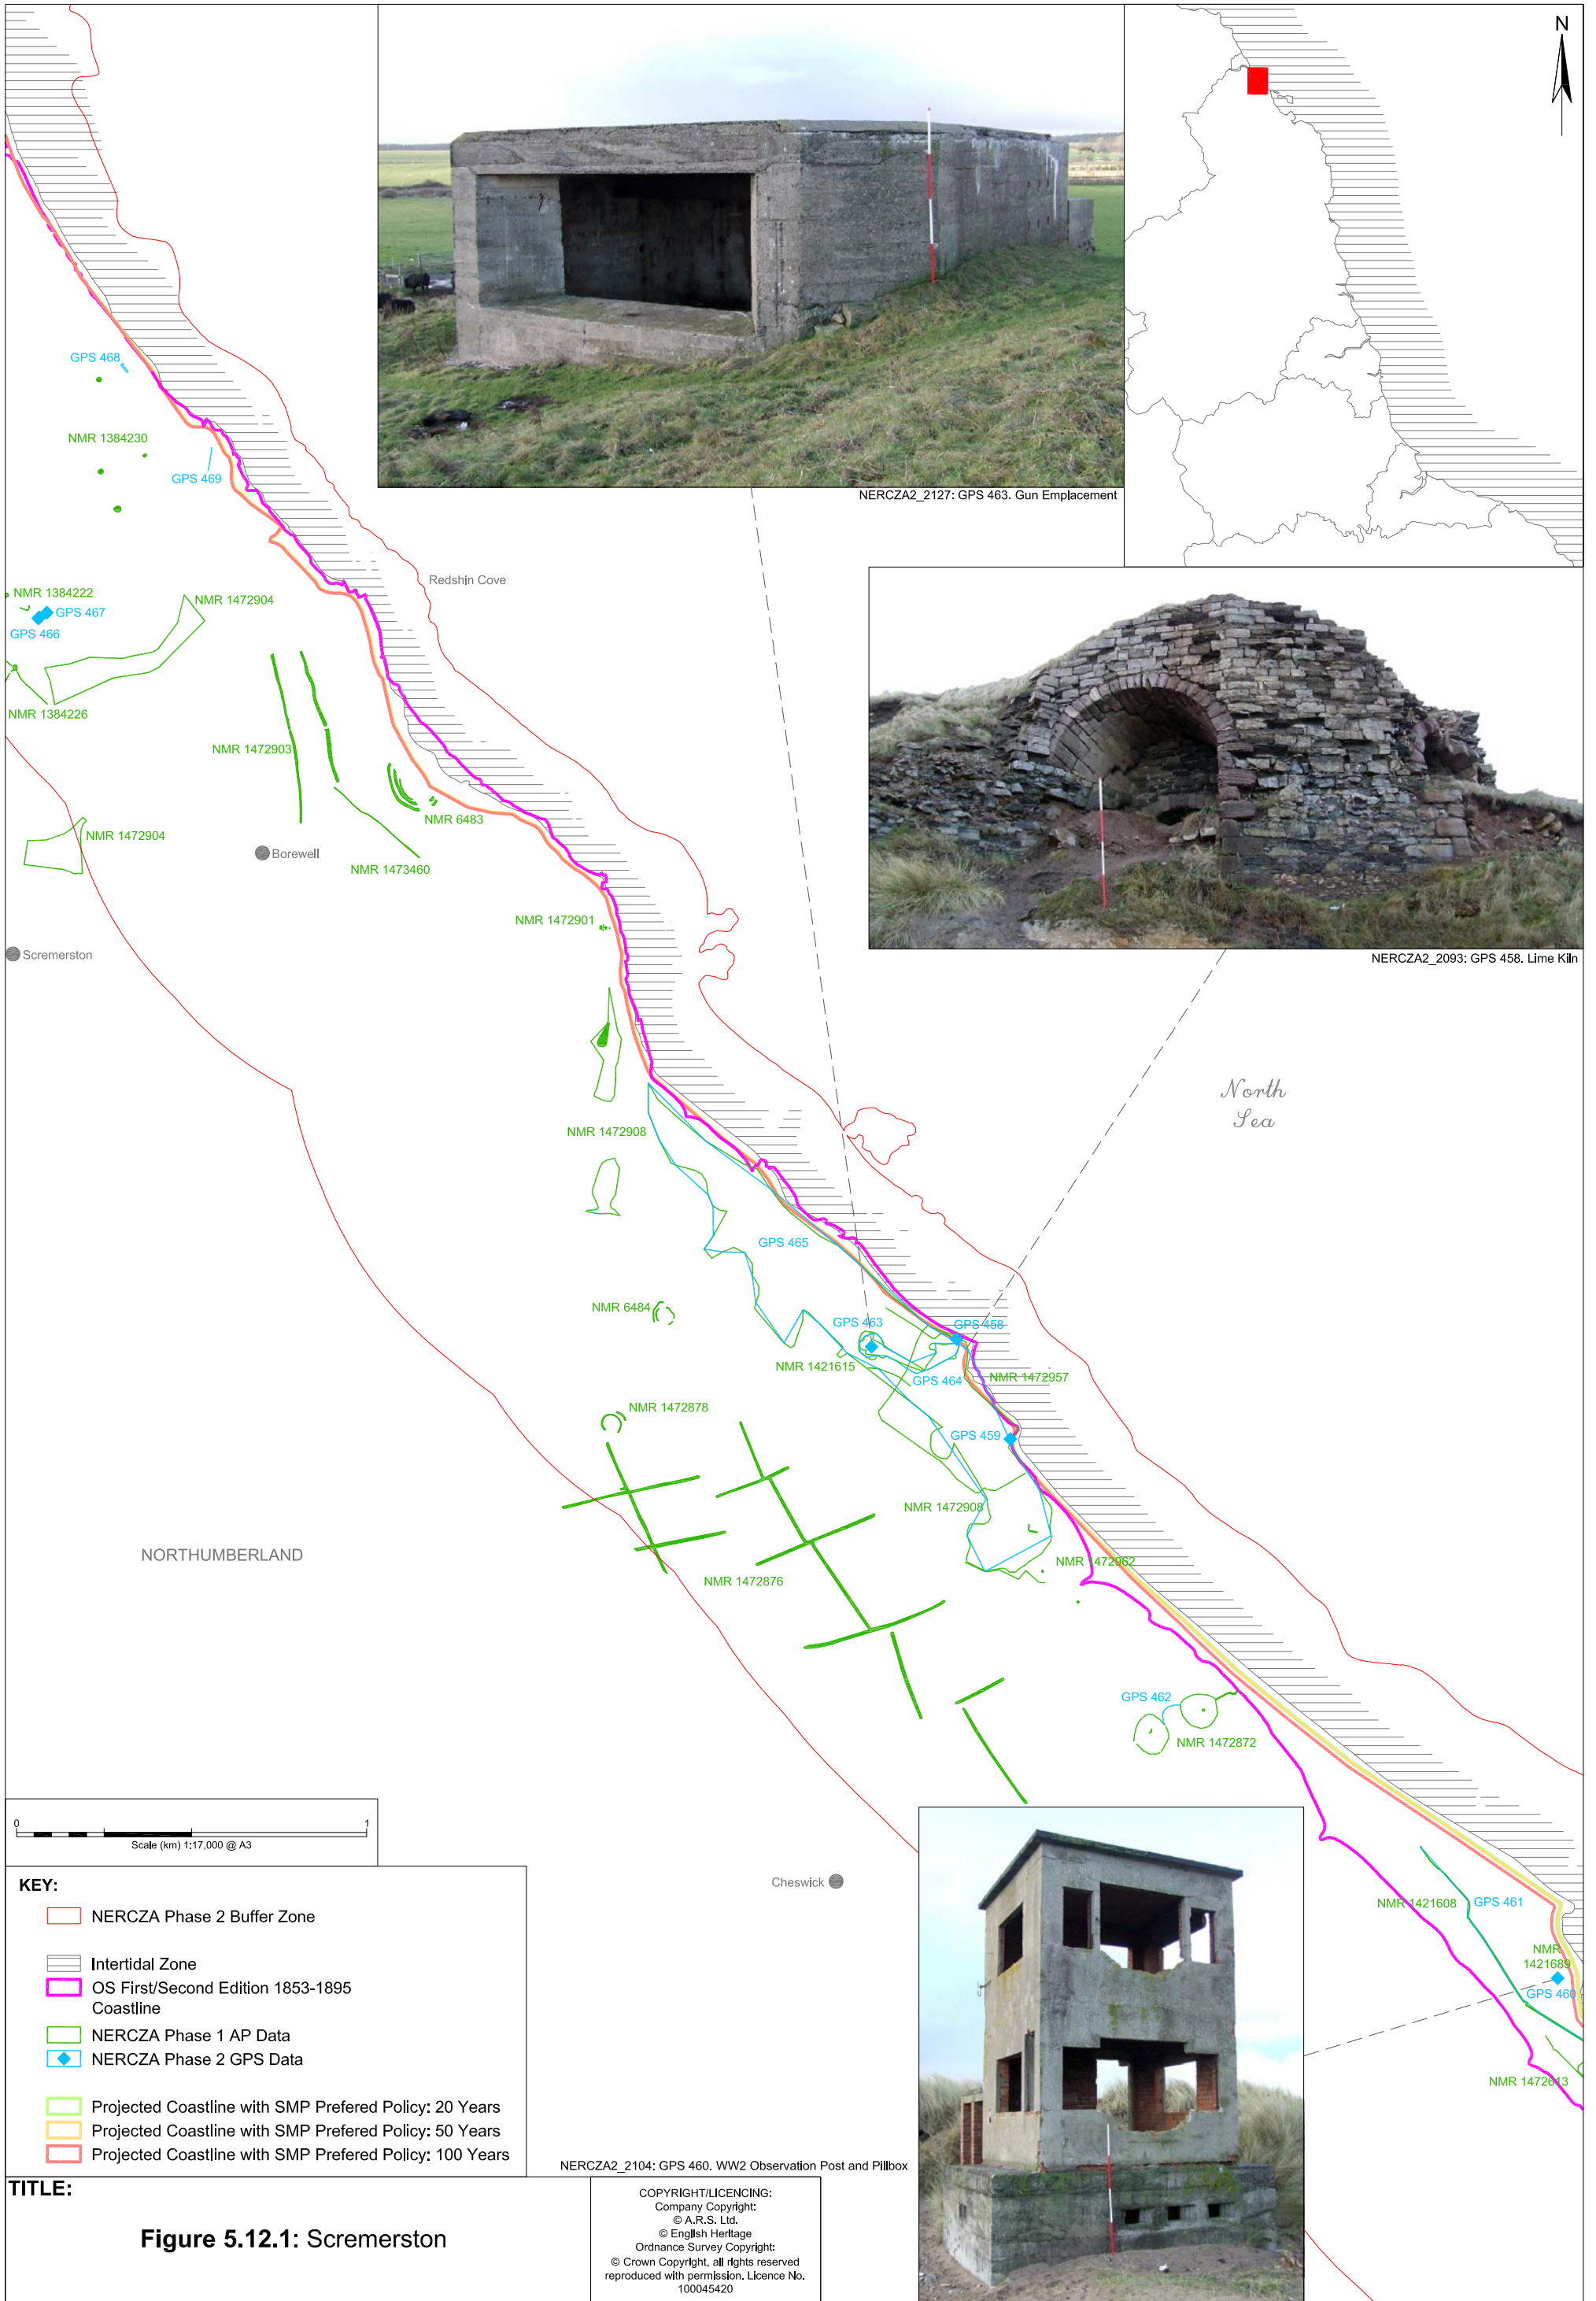 N
NERCZA2_2127: GPS 463. Gun Emplacement
GPS 468
NMR 1384230
GPS 469
Redshin Cove
NMR 1384222
GPS 467
GPS 466
NMR 1472904
NMR 1384226
NMR 1472903
NMR 6483
NMR 1472904
Borewell
NMR 1473460
NMR 1472901
Scremerston
NERCZA2_2093: GPS 458. Lime Kiln
North
Sea
NMR 1472908
GPS 465
NMR 6484
GPS 463
GPS 458
NMR 1421615
GPS 464
NMR 1472957
NMR 1472878
GPS 459
NMR 1472908
NORTHUMBERLAND
NMR 1472962
NMR 1472876
GPS 462
NMR 1472872
0 1
Scale (km) 1:17,000 @ A3
Cheswick
NMR 1421608
GPS 461
NMR
1421689
GPS 460
NMR 1472613
KEY:
NERCZA Phase 2 Buffer Zone
Intertidal Zone
OS First/Second Edition 1853-1895
Coastline
NERCZA Phase 1 AP Data
NERCZA Phase 2 GPS Data
Projected Coastline with SMP Prefered Policy: 20 Years
Projected Coastline with SMP Prefered Policy: 50 Years
Projected Coastline with SMP Prefered Policy: 100 Years
NERCZA2_2104: GPS 460. WW2 Observation Post and Pillbox
TITLE:
Figure 5.12.1: Scremerston
COPYRIGHT/LICENCING:
Company Copyright:
© A.R.S. Ltd.
© English Heritage
Ordnance Survey Copyright:
© Crown Copyright, all rights reserved
reproduced with permission. Licence No.
100045420